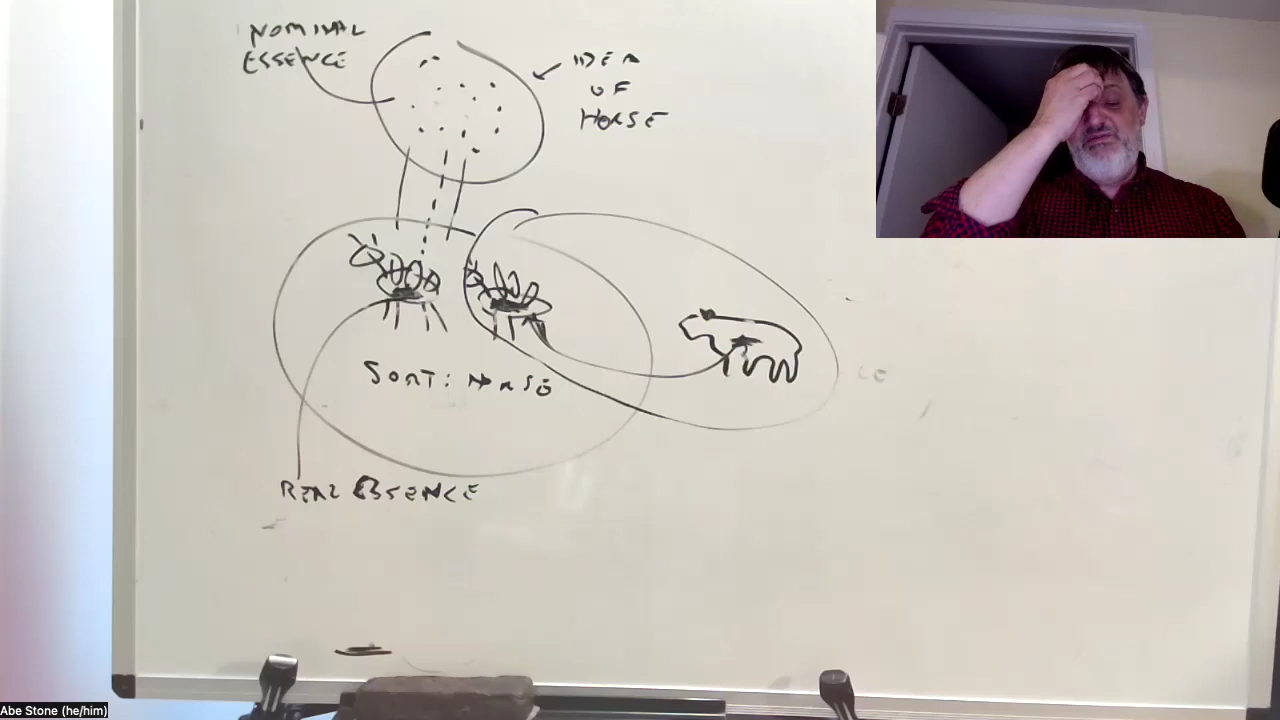 NOMINAL
ESSENCE
IDEA
OF
HORSE
SORT: HORSE
REAL ESSENCE
Abe Stone (he/him)